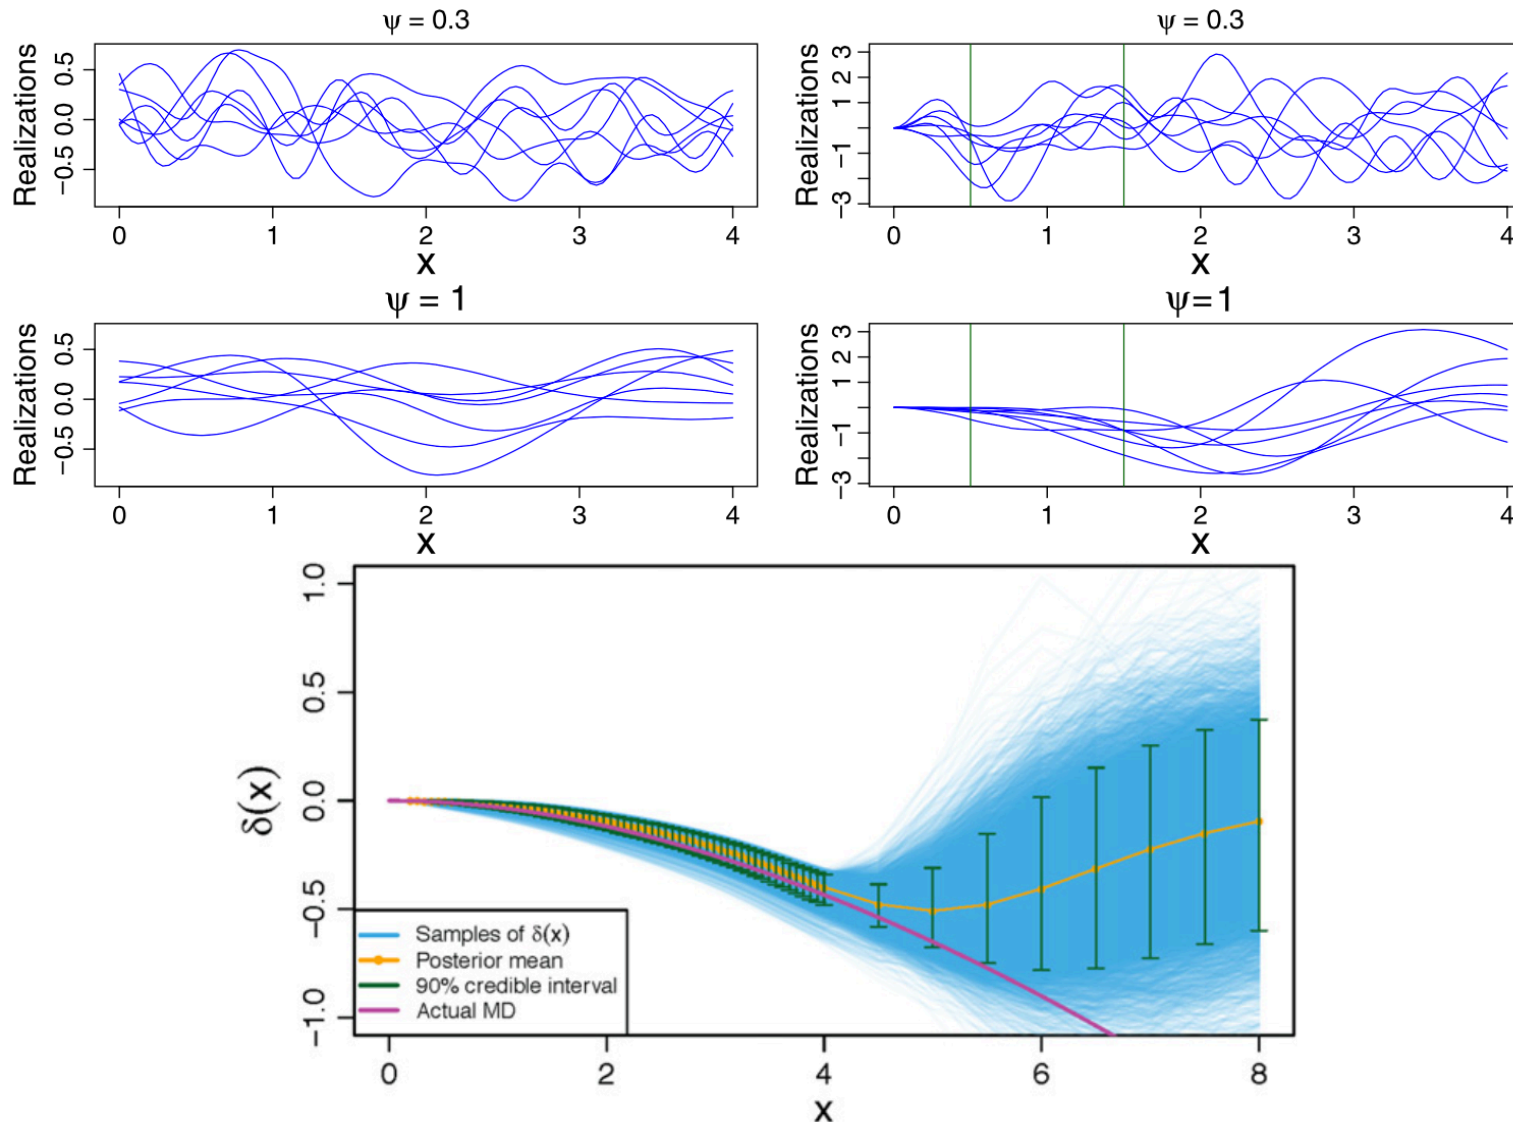 ψ = 0.3
Realizations
0.5
0.0
−0.5
0 1 2 3 4
x
ψ = 0.3
Realizations
3
2
1
−1
−3
0 1 2 3 4
x
ψ = 1
Realizations
0.5
0.0
−0.5
0 1 2 3 4
x
ψ=1
Realizations
3
2
1
−1
−3
0 1 2 3 4
x
δ(x)
1.0
0.5
0.0
−0.5
−1.0
Samples of δ(x)
Posterior mean
90% credible interval
Actual MD
0 2 4 6 8
x